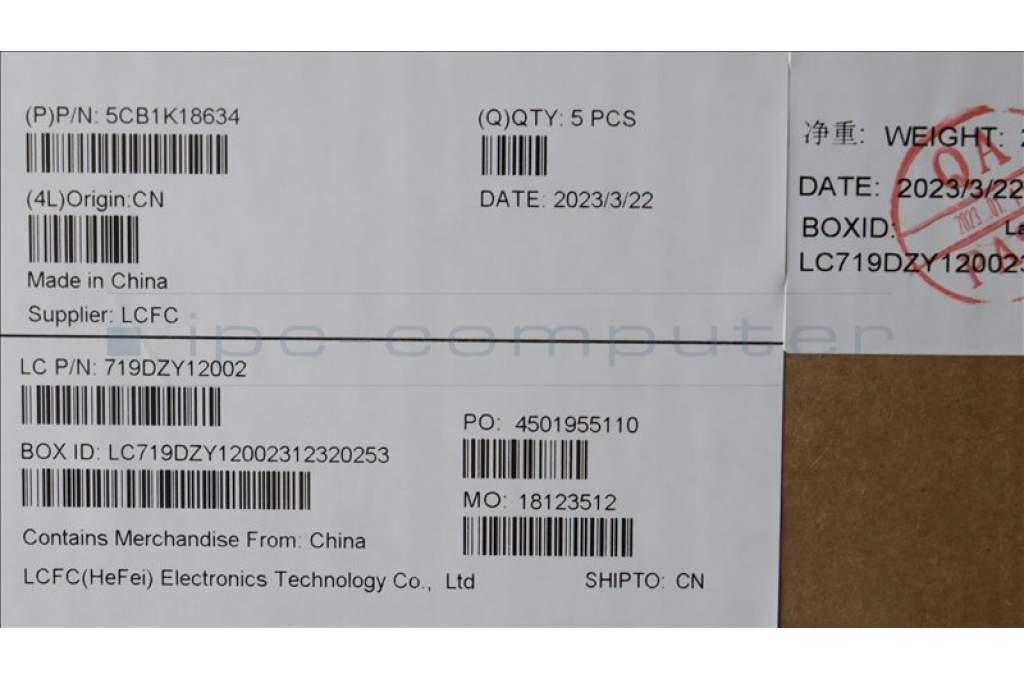 (P)P/N: 5CB1K18634
(Q)QTY: 5 PCS
(4L)Origin:CN
DATE: 2023/3/22
Made in China
Supplier: LCFC
ipc computer
LC P/N: 719DZY12002
PO: 4501955110
BOX ID: LC719DZY12002312320253
MO: 18123512
Contains Merchandise From: China
LCFC(HeFei) Electronics Technology Co., Ltd
SHIPTO: CN
净重: WEIGHT:
DATE: 2023/3/22
BOXID:
LC719DZY12002
QA